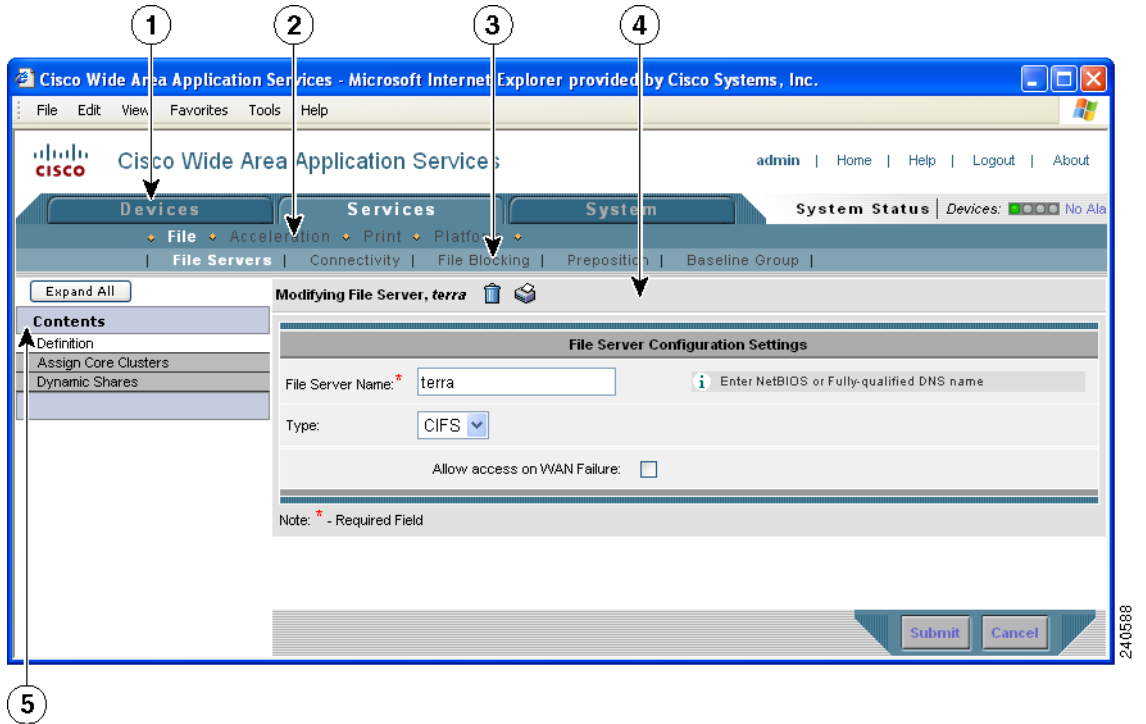 1 2 3 4
Cisco Wide Area Application Services - Microsoft Internet Explorer provided by Cisco Systems, Inc.
File Edit View Favorites Tools Help
CISCO Cisco Wide Area Application Services admin | Home | Help | Logout | About
Devices Services System System Status | Devices: No Ala
File Acceleration Print Platform
| File Servers | Connectivity | File Blocking | Preposition | Baseline Group |
Expand All
Modifying File Server, terra
Contents
Definition
Assign Core Clusters
Dynamic Shares
File Server Configuration Settings
File Server Name:* terra i Enter NetBIOS or Fully-qualified DNS name
Type: CIFS
Allow access on WAN Failure:
Note: * - Required Field
Submit Cancel
240588
5